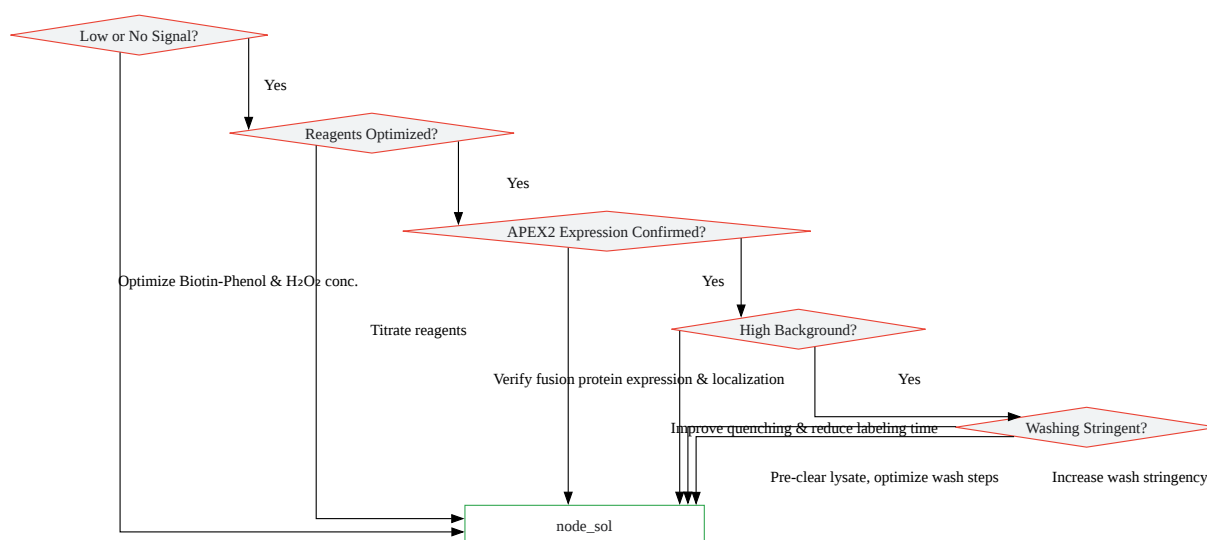 Low or No Signal?
Yes
Reagents Optimized?
Yes
APEX2 Expression Confirmed?
Optimize Biotin-Phenol & H₂O₂ conc.
Yes
Titrate reagents
High Background?
Verify fusion protein expression & localization
Yes
Improve quenching & reduce labeling time
Washing Stringent?
Pre-clear lysate, optimize wash steps
Increase wash stringency
node_sol